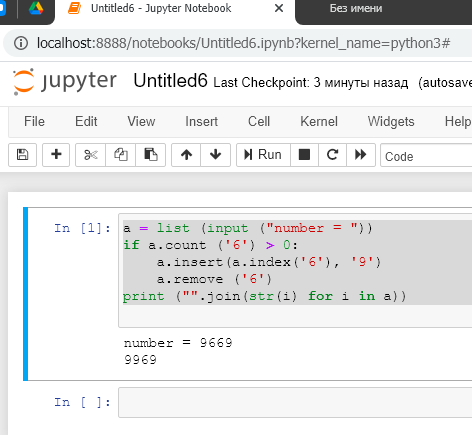 Untitled6 - Jupyter Notebook
Без имени
localhost:8888/notebooks/Untitled6.ipynb?kernel_name=python3#
jupyter Untitled6 Last Checkpoint: 3 минуты назад (autosave
File Edit View Insert Cell Kernel Widgets Help
Run Code
In [1]: a = list (input ("number = "))
if a.count ('6') > 0:
    a.insert(a.index('6'), '9')
    a.remove ('6')
print ("".join(str(i) for i in a))
number = 9669
9969
In [ ]: